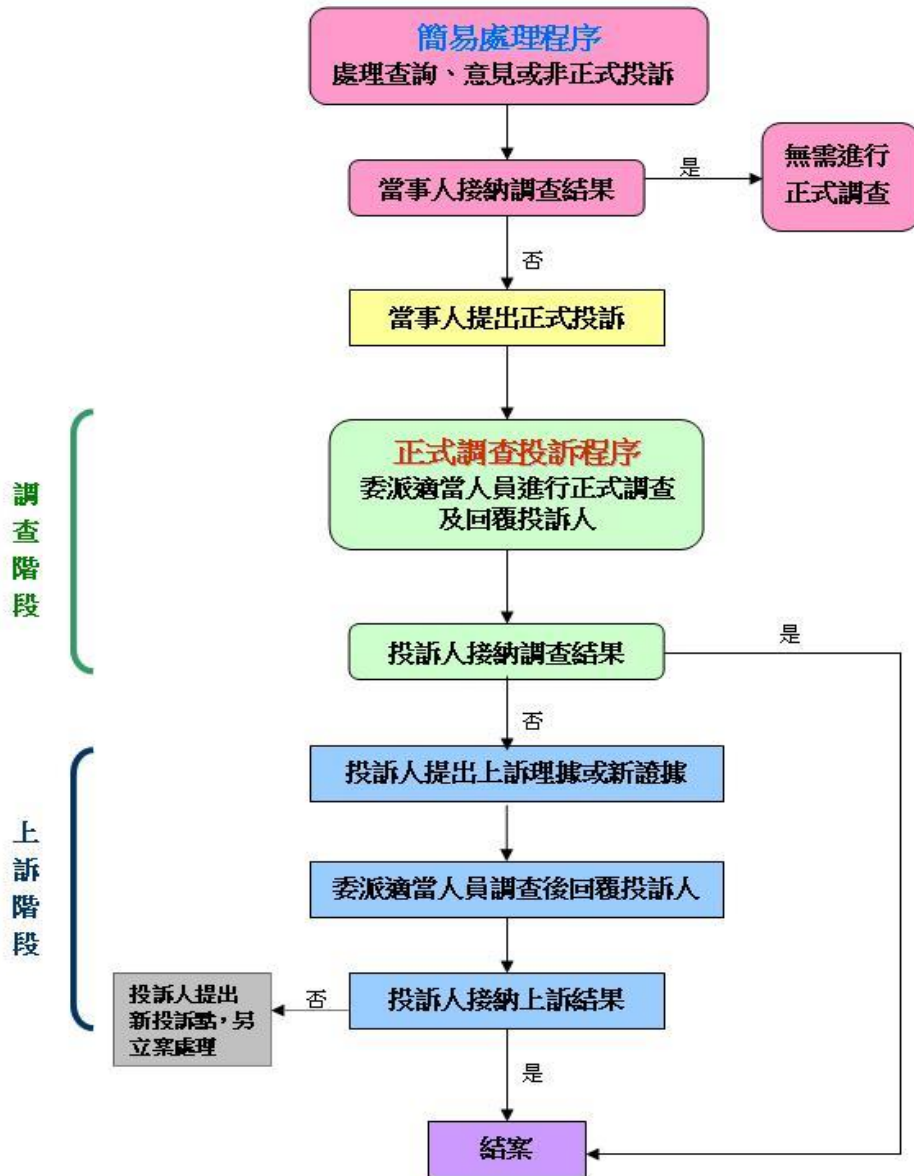 簡易處理程序
處理查詢、意見或非正式投訴
當事人接納調查結果
是
無需進行
正式調查
否
當事人提出正式投訴
調
查
階
段
正式調查投訴程序
委派適當人員進行正式調查
及回覆投訴人
投訴人接納調查結果
是
否
上
訴
階
段
投訴人提出上訴理據或新證據
委派適當人員調查後回覆投訴人
投訴人接納上訴結果
否
投訴人提出
新投訴點，另
立案處理
是
結案